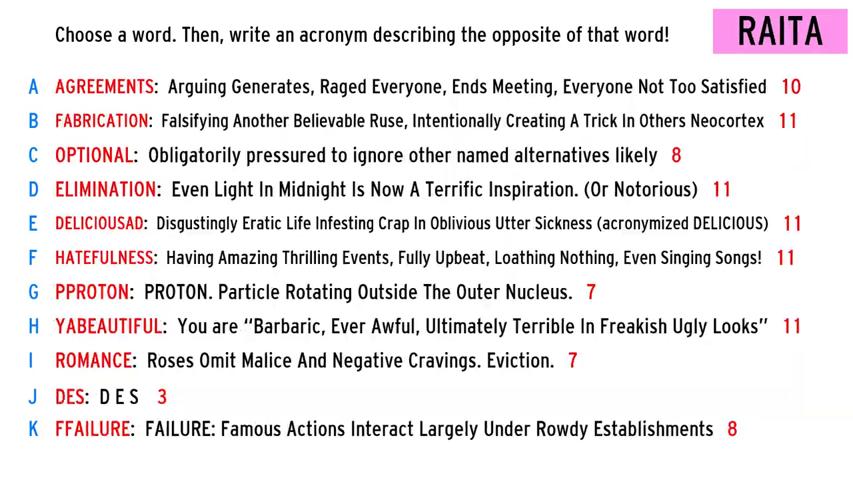 Choose a word. Then, write an acronym describing the opposite of that word!
RAITA
A AGREEMENTS: Arguing Generates, Raged Everyone, Ends Meeting, Everyone Not Too Satisfied 10
B FABRICATION: Falsifying Another Believable Ruse, Intentionally Creating A Trick In Others Neocortex 11
C OPTIONAL: Obligatorily pressured to ignore other named alternatives likely 8
D ELIMINATION: Even Light In Midnight Is Now A Terrific Inspiration. (Or Notorious) 11
E DELICIOUSAD: Disgustingly Eratic Life Infesting Crap In Oblivious Utter Sickness (acronymized DELICIOUS) 11
F HATEFULNESS: Having Amazing Thrilling Events, Fully Upbeat, Loathing Nothing, Even Singing Songs! 11
G PPROTON: PROTON. Particle Rotating Outside The Outer Nucleus. 7
H YABEAUTIFUL: You are “Barbaric, Ever Awful, Ultimately Terrible In Freakish Ugly Looks” 11
I ROMANCE: Roses Omit Malice And Negative Cravings. Eviction. 7
J DES: D E S 3
K FFAILURE: FAILURE: Famous Actions Interact Largely Under Rowdy Establishments 8